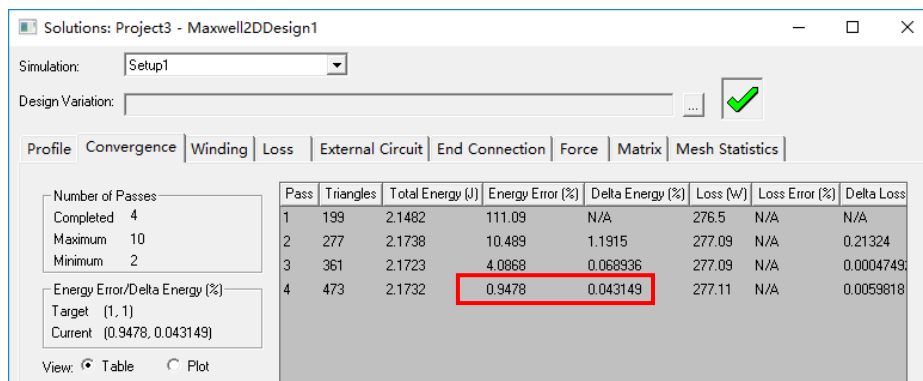 Solutions: Project3 - Maxwell2DDesign1
Simulation: Setup1
Design Variation: ...
Profile Convergence Winding Loss External Circuit End Connection Force Matrix Mesh Statistics
Number of Passes
Completed 4
Maximum 10
Minimum 2
Energy Error/Delta Energy (%)
Target (1, 1)
Current (0.9478, 0.043149)
View: Table Plot
Pass Triangles Total Energy (J) Energy Error (%) Delta Energy (%) Loss (W) Loss Error (%) Delta Loss
1 199 2.1482 111.09 N/A 276.5 N/A N/A
2 277 2.1738 10.489 1.1915 277.09 N/A 0.21324
3 361 2.1723 4.0868 0.068936 277.09 N/A 0.0004749
4 473 2.1732 0.9478 0.043149 277.11 N/A 0.0059818